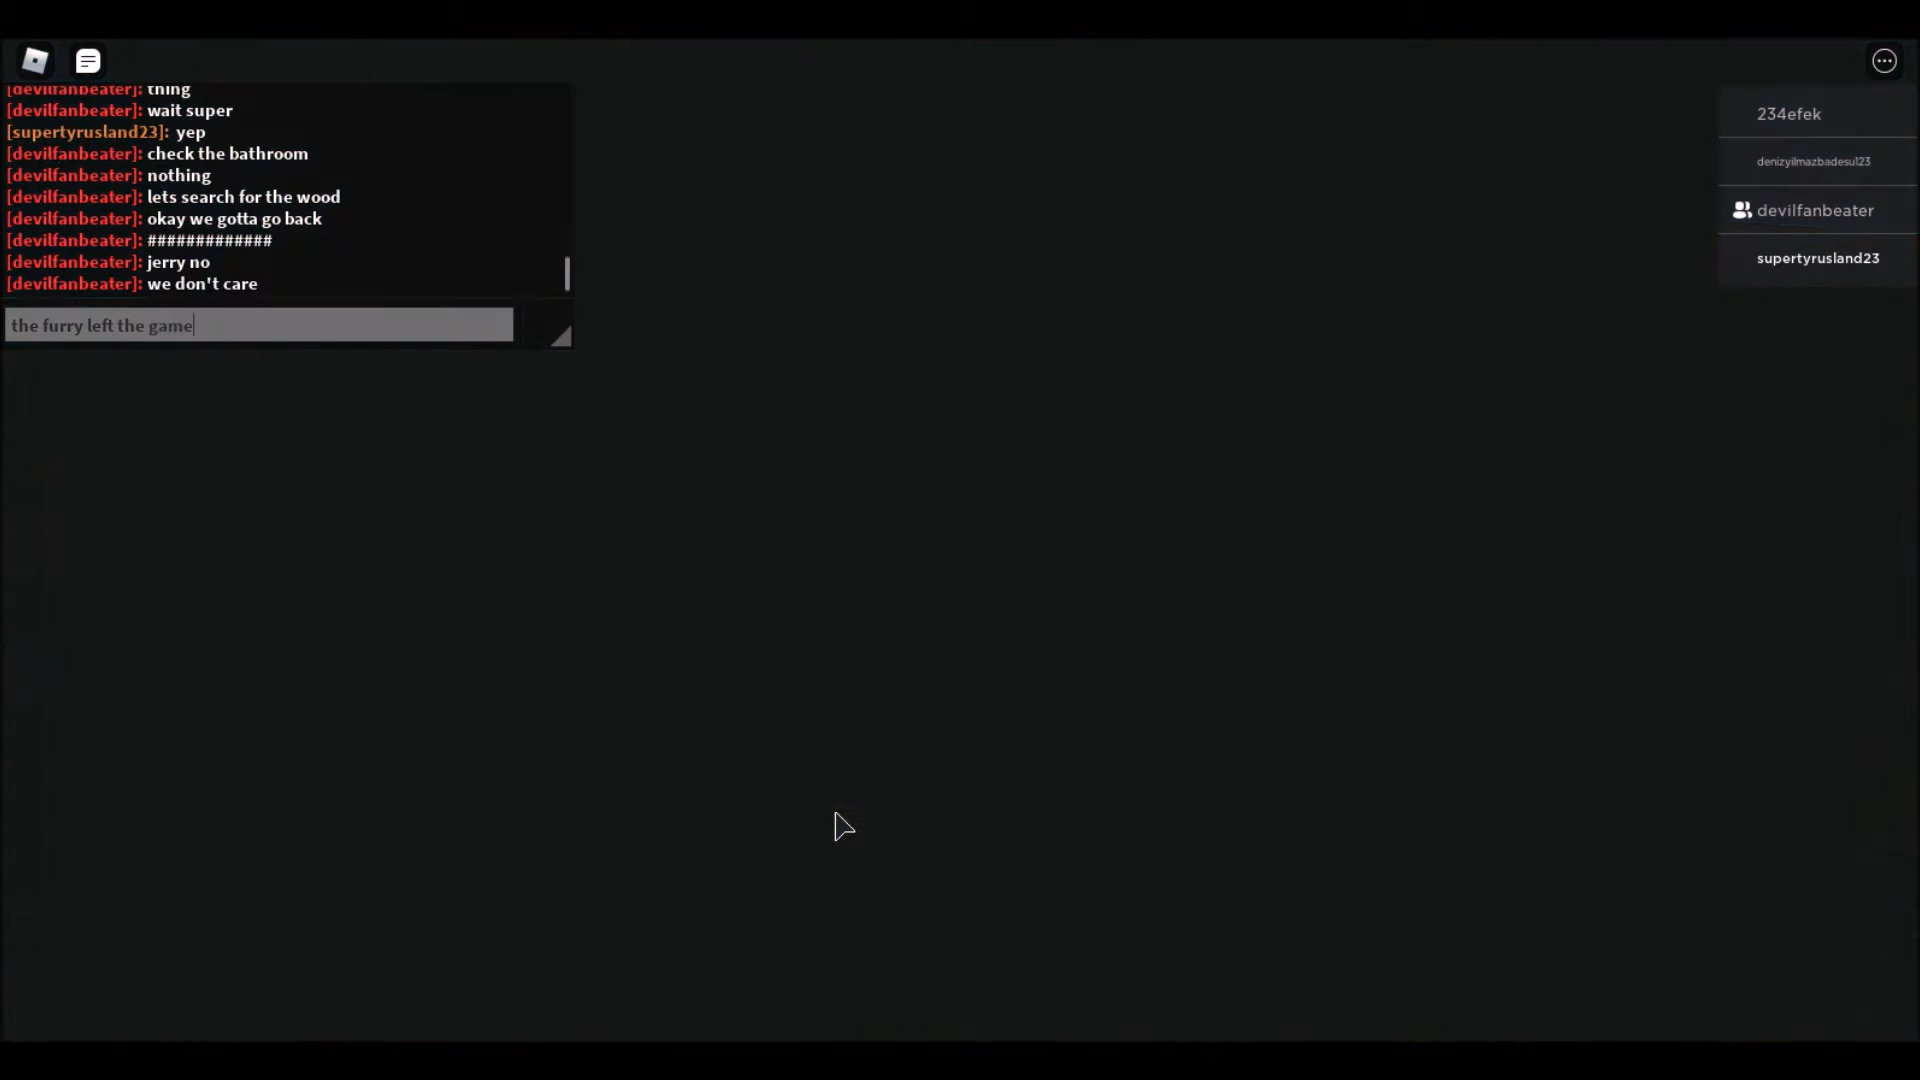 [devilfanbeater]: thing
[devilfanbeater]: wait super
[supertyrusland23]: yep
[devilfanbeater]: check the bathroom
[devilfanbeater]: nothing
[devilfanbeater]: lets search for the wood
[devilfanbeater]: okay we gotta go back
[devilfanbeater]: #############
[devilfanbeater]: jerry no
[devilfanbeater]: we don't care
the furry left the game
234efek
denizyilmazbadesu123
devilfanbeater
supertyrusland23